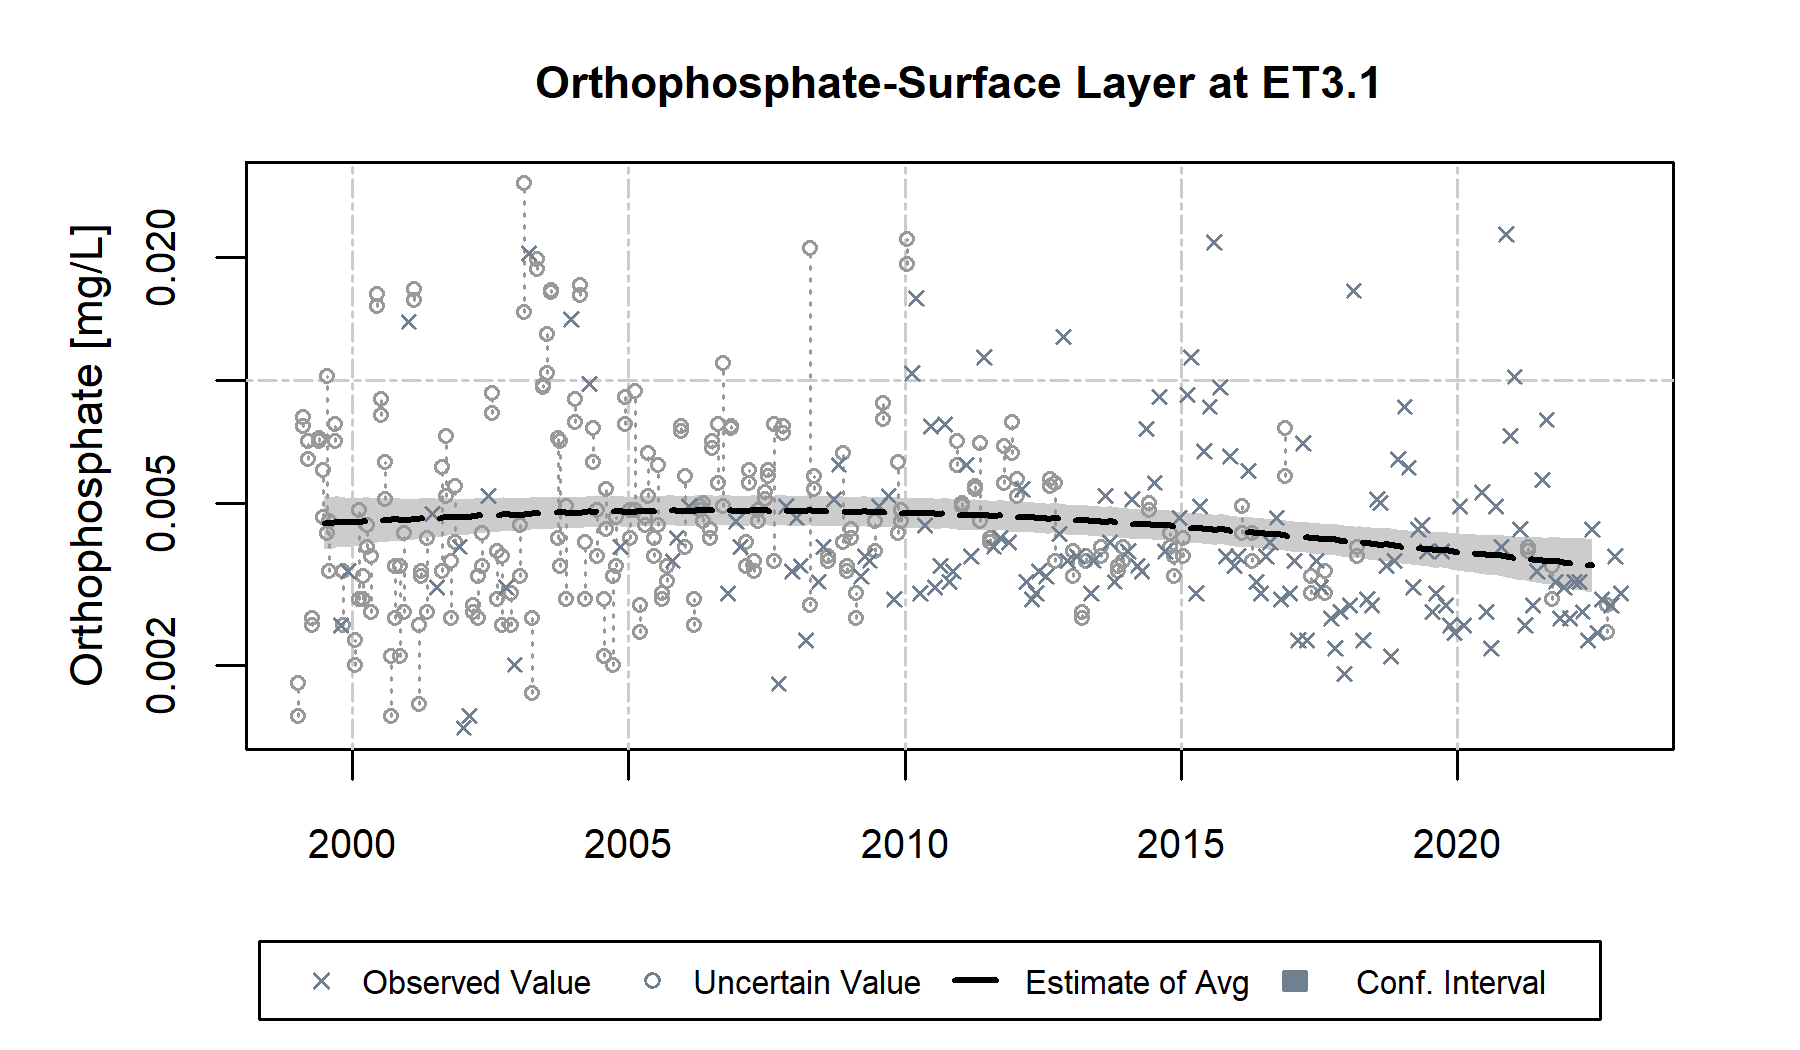 Orthophosphate-Surface Layer at ET3.1
Orthophosphate [mg/L]
0.020
0.005
0.002
2000 2005 2010 2015 2020
Observed Value Uncertain Value Estimate of Avg Conf. Interval